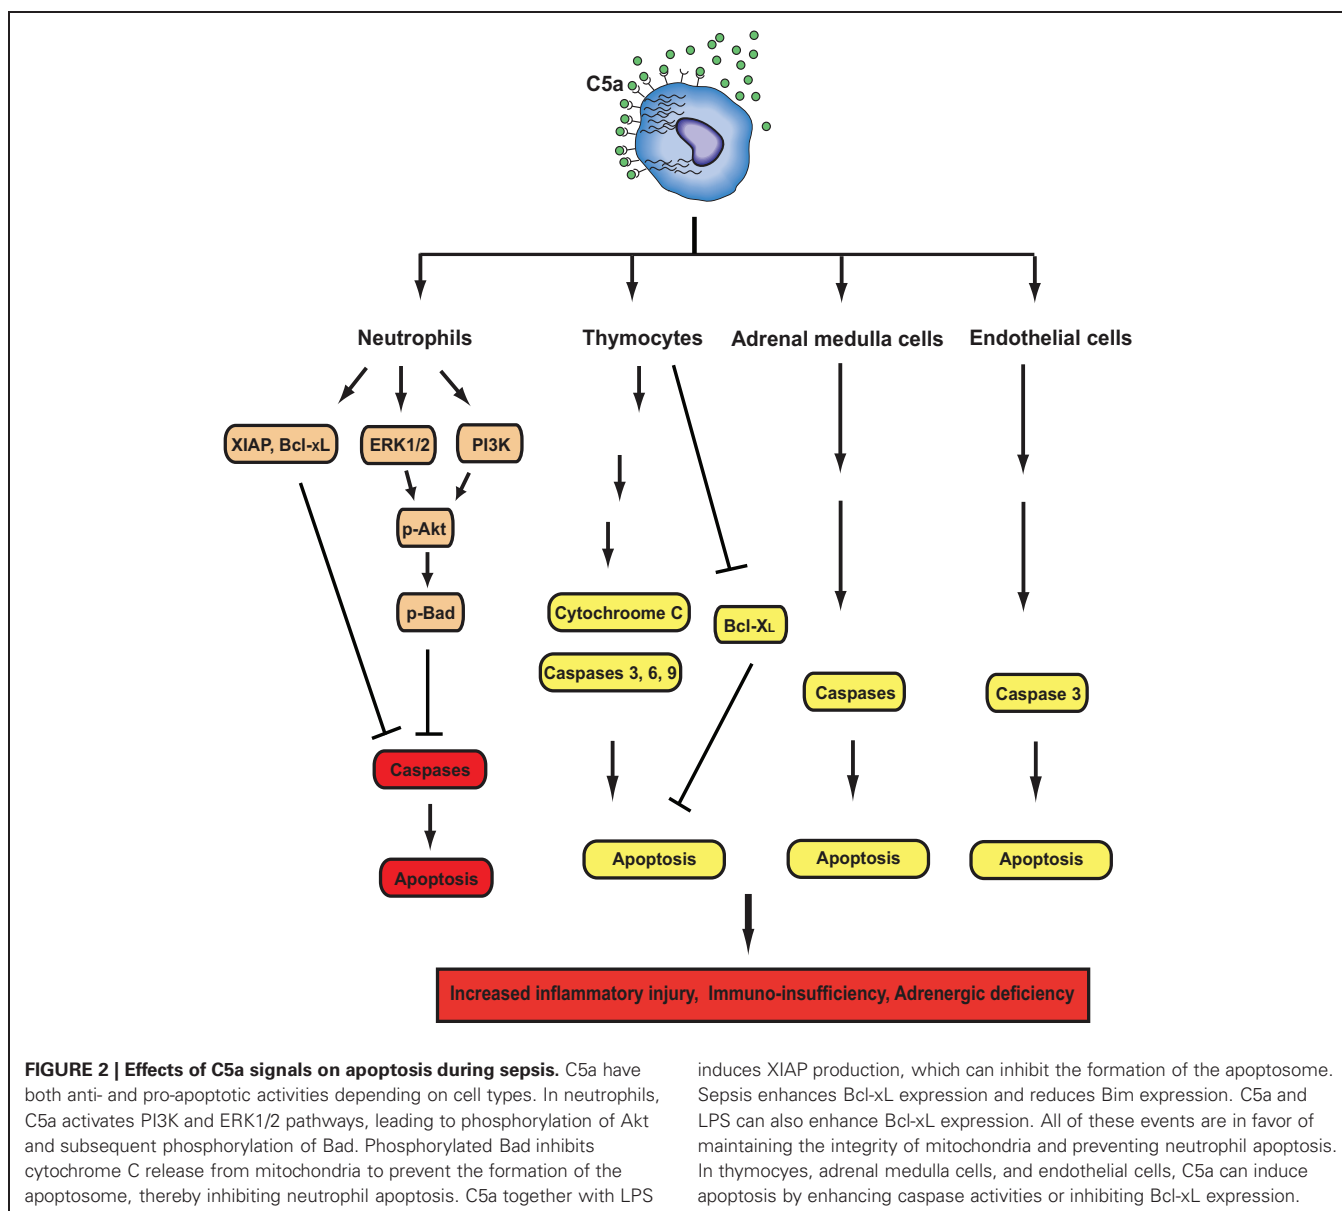 C5a
Neutrophils
Thymocytes
Adrenal medulla cells
Endothelial cells
XIAP, Bcl-xL
ERK1/2
PI3K
p-Akt
p-Bad
Cytochroome C
Bcl-XL
Caspases 3, 6, 9
Caspases
Caspase 3
Caspases
Apoptosis
Apoptosis
Apoptosis
Apoptosis
Increased inflammatory injury, Immuno-insufficiency, Adrenergic deficiency
FIGURE 2 | Effects of C5a signals on apoptosis during sepsis. C5a have
both anti- and pro-apoptotic activities depending on cell types. In neutrophils,
C5a activates PI3K and ERK1/2 pathways, leading to phosphorylation of Akt
and subsequent phosphorylation of Bad. Phosphorylated Bad inhibits
cytochrome C release from mitochondria to prevent the formation of the
apoptosome, thereby inhibiting neutrophil apoptosis. C5a together with LPS
induces XIAP production, which can inhibit the formation of the apoptosome.
Sepsis enhances Bcl-xL expression and reduces Bim expression. C5a and
LPS can also enhance Bcl-xL expression. All of these events are in favor of
maintaining the integrity of mitochondria and preventing neutrophil apoptosis.
In thymocyes, adrenal medulla cells, and endothelial cells, C5a can induce
apoptosis by enhancing caspase activities or inhibiting Bcl-xL expression.